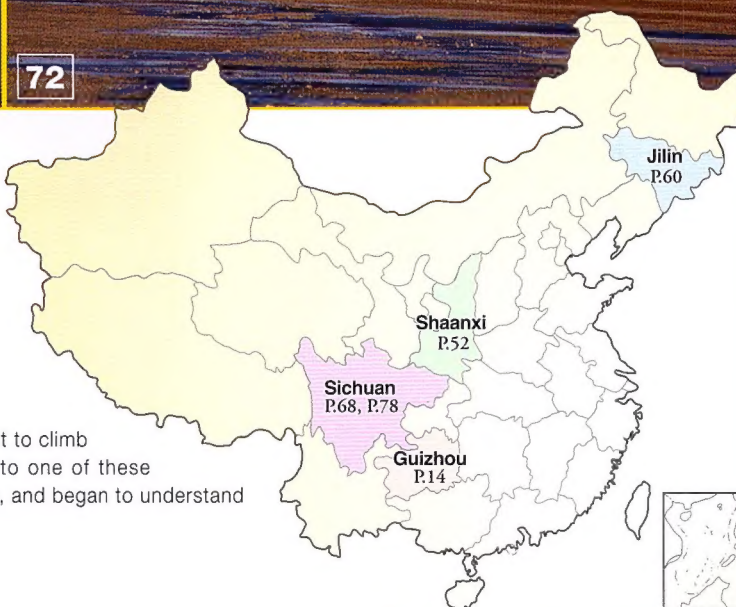 72
Jilin
P.60
Shaanxi
P.52
Sichuan
P.68, P.78
Guizhou
P.14
t to climb
to one of these
, and began to understand